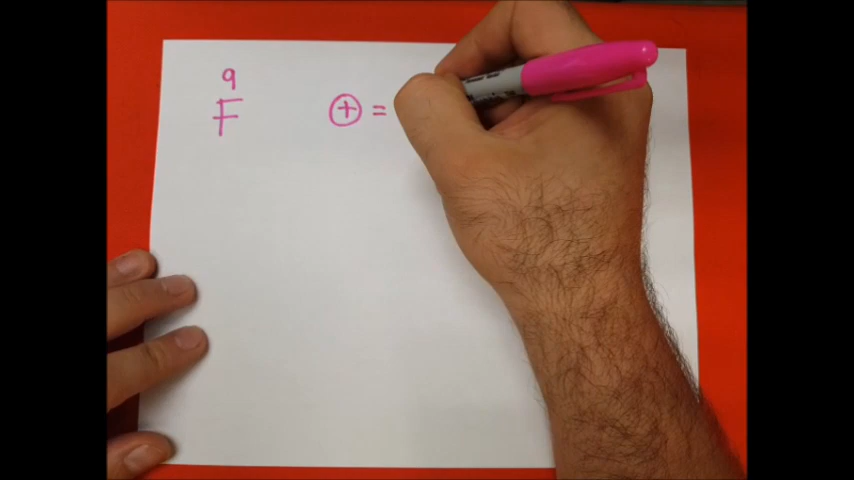 9
F ⊕ =